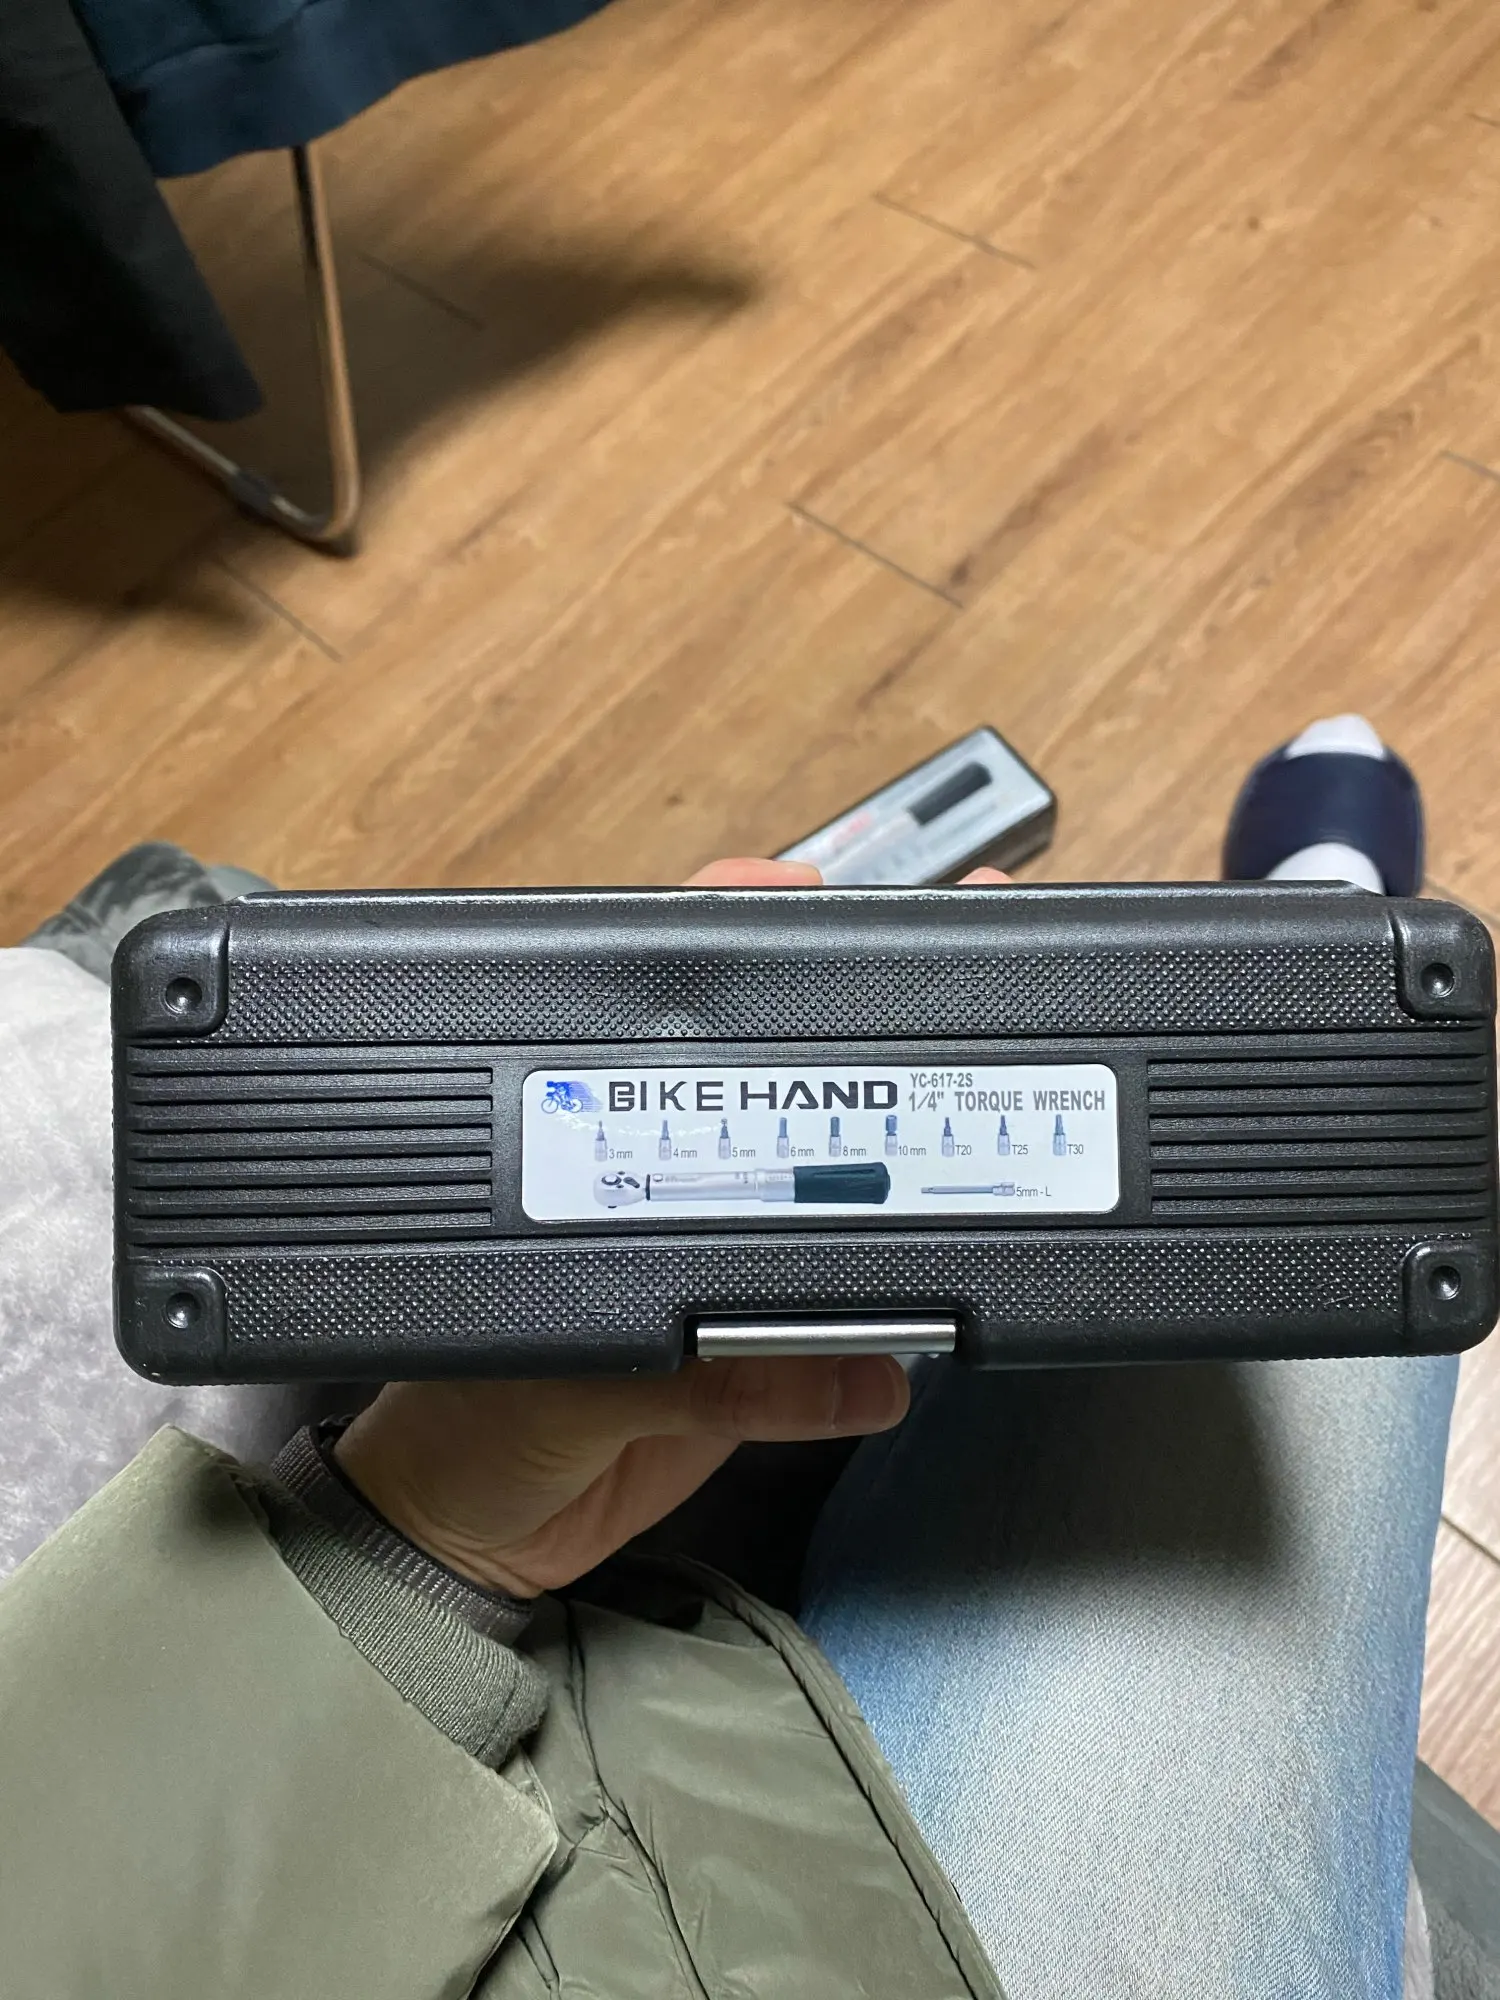 BIKE HAND YC-617-2S
1/4" TORQUE WRENCH
3 mm 4 mm 5 mm 6 mm 8 mm 10 mm T20 T25 T30
5mm - L